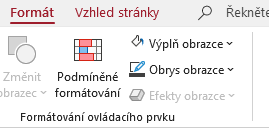 Formát Vzhled stránky Řekněte
Změnit obrazec Podmíněné formátování Výplň obrazce
Obrys obrazce
Efekty obrazce
Formátování ovládacího prvku